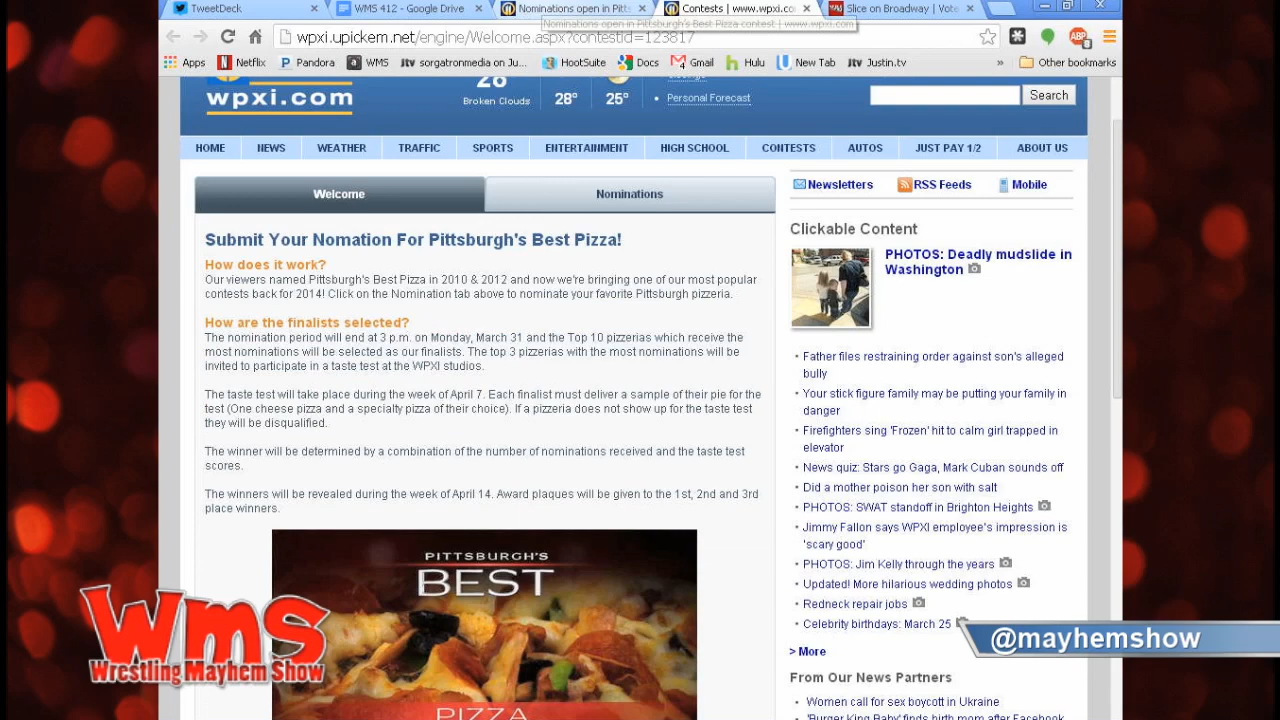 TweetDeck
WMS 412 - Google Drive
Nominations open in Pitts
Contests | www.wpxi.co
Slice on Broadway | Vote
Nominations open in Pittsburgh's Best Pizza contest | www.wpxi.com
wpxi.upickem.net/engine/Welcome.aspx?contestid=123817
ABP
8
Apps
Netflix
Pandora
WMS
sorgatronmedia on Ju...
HootSuite
Docs
Gmail
Hulu
New Tab
Justin.tv
»
Other bookmarks
wpxi.com
28°
Broken Clouds
28°
25°
• Personal Forecast
Search
HOME
NEWS
WEATHER
TRAFFIC
SPORTS
ENTERTAINMENT
HIGH SCHOOL
CONTESTS
AUTOS
JUST PAY 1/2
ABOUT US
Welcome
Nominations
Submit Your Nomation For Pittsburgh's Best Pizza!
How does it work?
Our viewers named Pittsburgh's Best Pizza in 2010 & 2012 and now we're bringing one of our most popular
contests back for 2014! Click on the Nomination tab above to nominate your favorite Pittsburgh pizzeria.
How are the finalists selected?
The nomination period will end at 3 p.m. on Monday, March 31 and the Top 10 pizzerias which receive the
most nominations will be selected as our finalists. The top 3 pizzerias with the most nominations will be
invited to participate in a taste test at the WPXI studios.
The taste test will take place during the week of April 7. Each finalist must deliver a sample of their pie for the
test (One cheese pizza and a specialty pizza of their choice). If a pizzeria does not show up for the taste test
they will be disqualified.
The winner will be determined by a combination of the number of nominations received and the taste test
scores.
The winners will be revealed during the week of April 14. Award plaques will be given to the 1st, 2nd and 3rd
place winners.
PITTSBURGH'S
BEST
PIZZA
Newsletters
RSS Feeds
Mobile
Clickable Content
PHOTOS: Deadly mudslide in
Washington
• Father files restraining order against son's alleged
bully
• Your stick figure family may be putting your family in
danger
• Firefighters sing 'Frozen' hit to calm girl trapped in
elevator
• News quiz: Stars go Gaga, Mark Cuban sounds off
• Did a mother poison her son with salt
• PHOTOS: SWAT standoff in Brighton Heights
• Jimmy Fallon says WPXI employee's impression is
'scary good'
• PHOTOS: Jim Kelly through the years
• Updated! More hilarious wedding photos
• Redneck repair jobs
• Celebrity birthdays: March 25
> More
From Our News Partners
• Women call for sex boycott in Ukraine
• 'Burger King Baby' finds birth mom after Facebook
WMS
Wrestling Mayhem Show
@mayhemshow